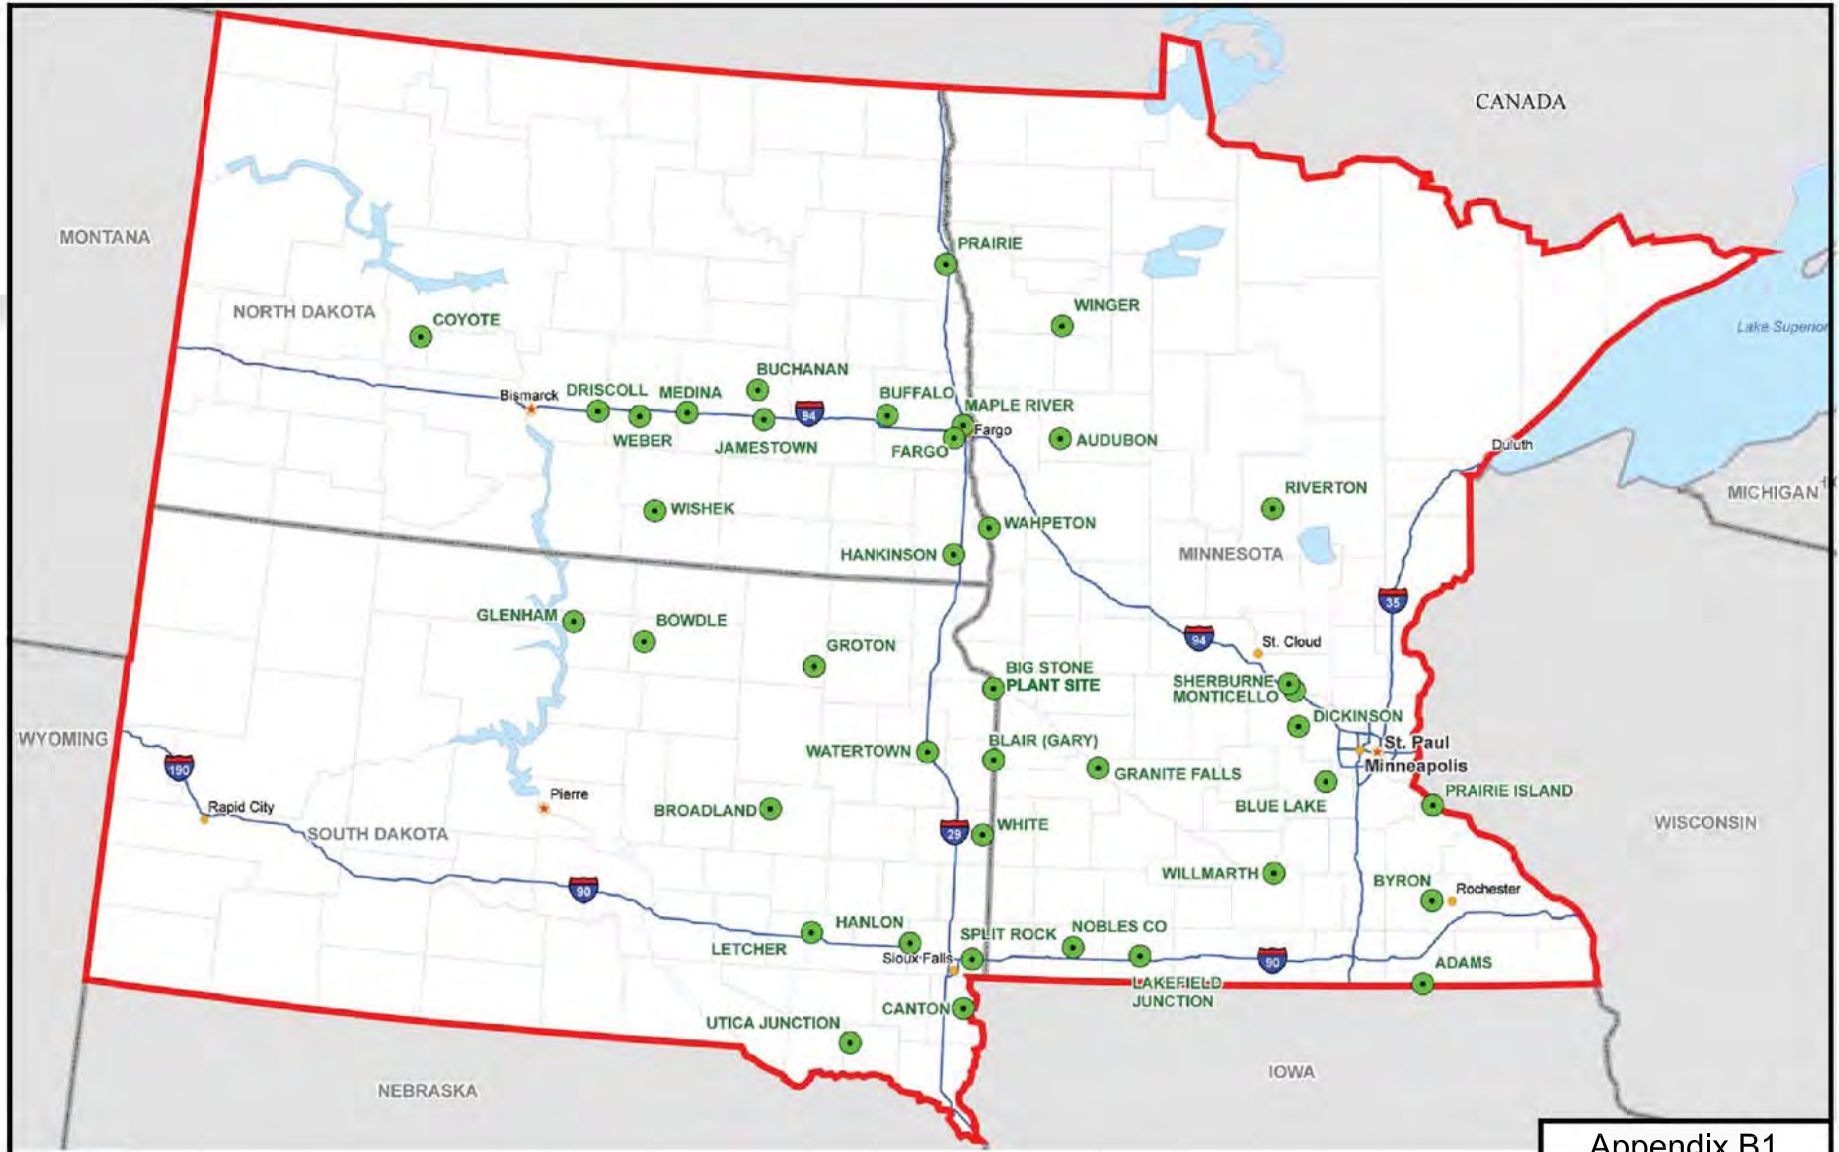 CANADA
MONTANA
PRAIRIE
WINGER
NORTH DAKOTA
COYOTE
Lake Superior
BUCHANAN
Bismarck
DRISCOLL
MEDINA
94
BUFFALO
MAPLE RIVER
Fargo
WEBER
JAMESTOWN
FARGO
AUDUBON
Duluth
RIVERTON
MICHIGAN
WISHEK
WAHPETON
HANKINSON
MINNESOTA
35
GLENHAM
BOWDLE
GROTON
94
St. Cloud
BIG STONE
PLANT SITE
SHERBURNE
MONTICELLO
DICKINSON
WYOMING
WATERTOWN
BLAIR (GARY)
St. Paul
Minneapolis
190
GRANITE FALLS
PRAIRIE ISLAND
Rapid City
Pierre
BROADLAND
BLUE LAKE
SOUTH DAKOTA
29
WHITE
WISCONSIN
90
WILLMARTH
BYRON
Rochester
LETCHER
HANLON
SPLIT ROCK
NOBLES CO
Sioux Falls
90
ADAMS
LAKEFIELD
JUNCTION
CANTON
UTICA JUNCTION
NEBRASKA
IOWA
Appendix B1